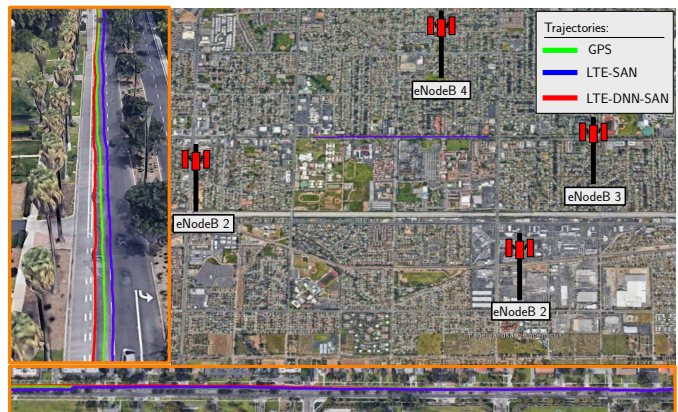 Trajectories:
GPS
LTE-SAN
LTE-DNN-SAN
eNodeB 4
eNodeB 3
eNodeB 2
eNodeB 2